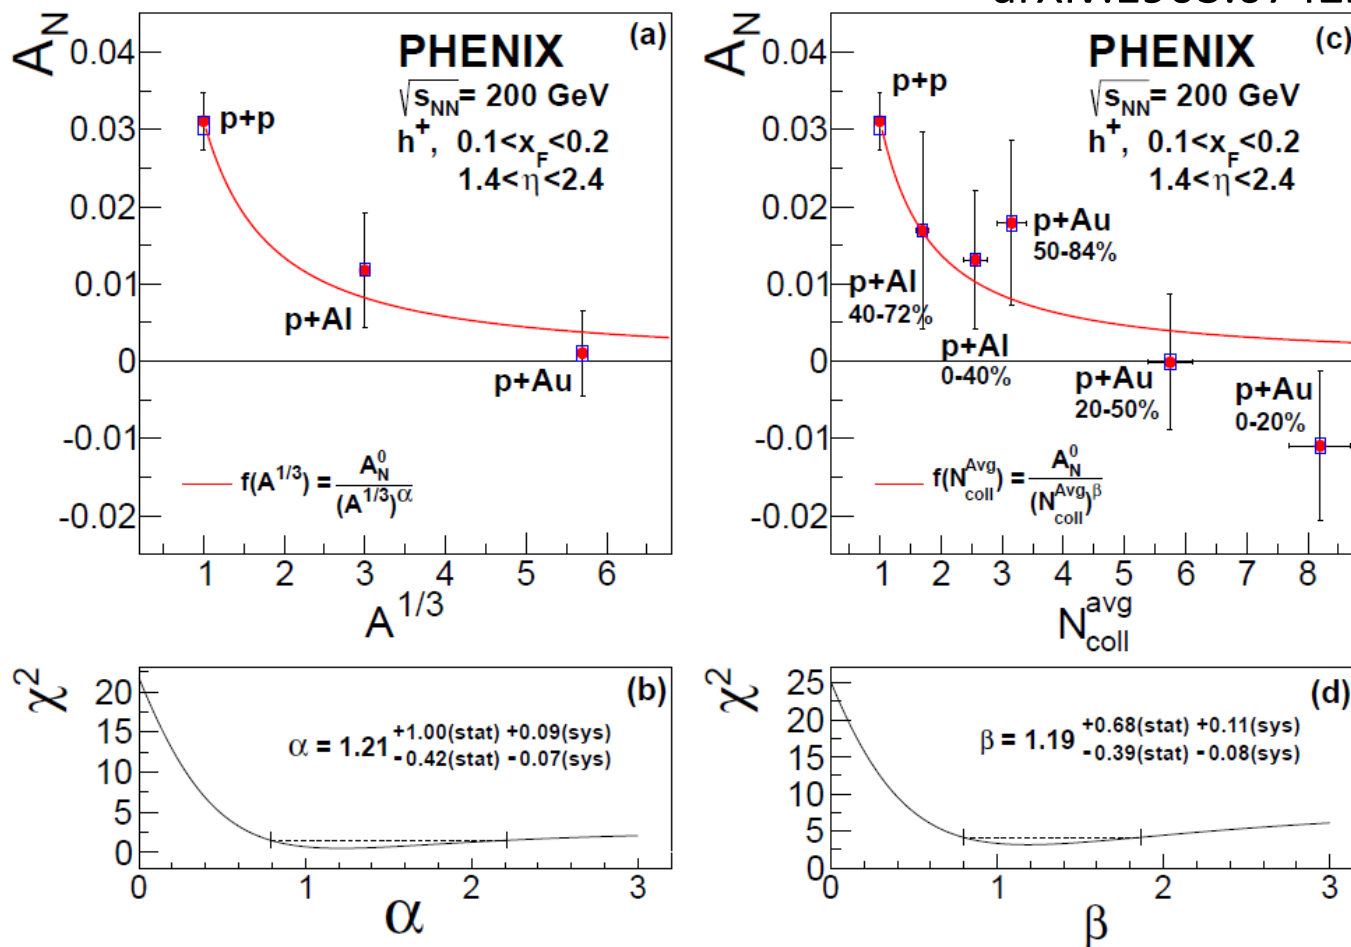 A_N
0.04
0.03
0.02
0.01
0
-0.01
-0.02
(a)
PHENIX
√s_NN = 200 GeV
h⁺, 0.1<x_F<0.2
1.4<η<2.4
p+p
p+Al
p+Au
f(A^1/3) = A_N^0 / (A^1/3)^α
1 2 3 4 5 6
A^1/3
A_N
0.04
0.03
0.02
0.01
0
-0.01
-0.02
(c)
PHENIX
√s_NN = 200 GeV
h⁺, 0.1<x_F<0.2
1.4<η<2.4
p+p
p+Au
50-84%
p+Al
40-72%
p+Al
0-40%
p+Au
20-50%
p+Au
0-20%
f(N_coll^Avg) = A_N^0 / (N_coll^Avg)^β
1 2 3 4 5 6 7 8
N_coll^avg
χ²
20
15
10
5
0
(b)
α = 1.21 +1.00(stat) +0.09(sys)
-0.42(stat) -0.07(sys)
0 1 2 3
α
χ²
25
20
15
10
5
0
(d)
β = 1.19 +0.68(stat) +0.11(sys)
-0.39(stat) -0.08(sys)
0 1 2 3
β